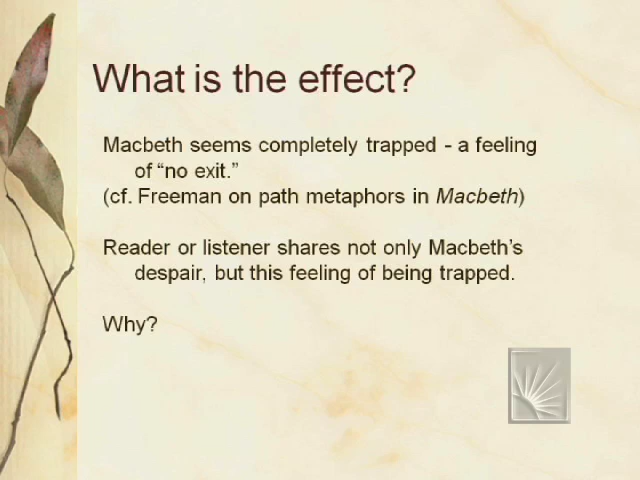 What is the effect?
Macbeth seems completely trapped - a feeling
of “no exit.”
(cf. Freeman on path metaphors in Macbeth)
Reader or listener shares not only Macbeth’s
despair, but this feeling of being trapped.
Why?